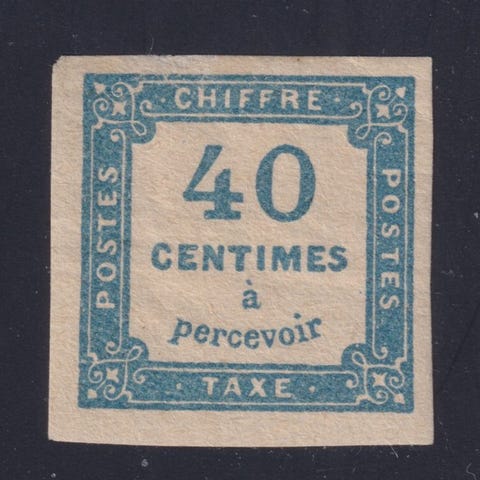 · CHIFFRE ·
POSTES
40
CENTIMES
à
percevoir
POSTES
· TAXE ·